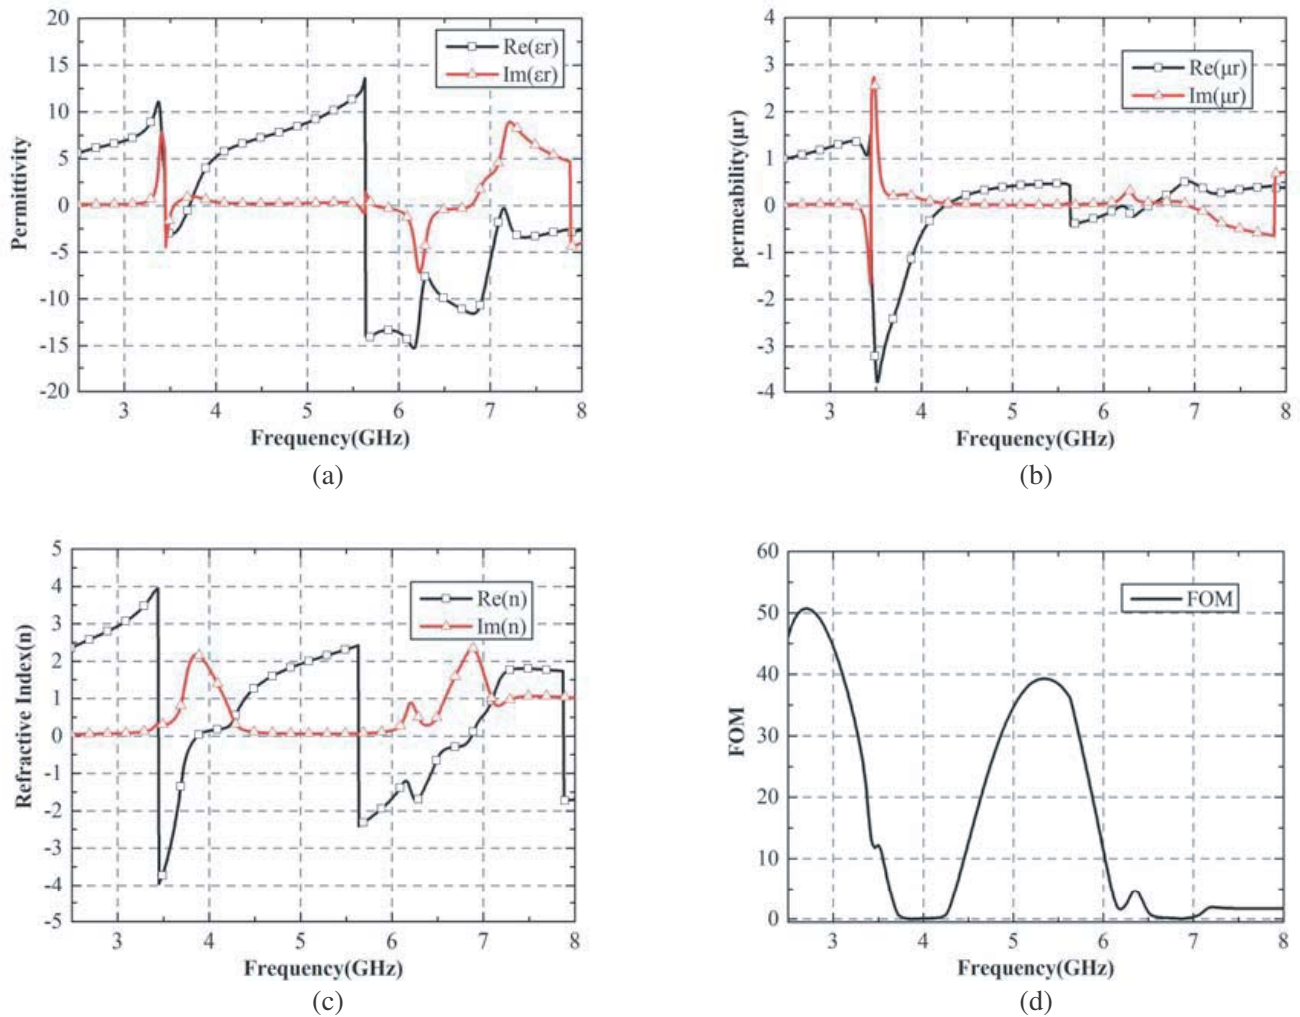 20
15
10
5
0
-5
-10
-15
-20
Permittivity
Re(εr)
Im(εr)
3 4 5 6 7 8
Frequency(GHz)
(a)
4
3
2
1
0
-1
-2
-3
-4
permeability(μr)
Re(μr)
Im(μr)
3 4 5 6 7 8
Frequency(GHz)
(b)
5
4
3
2
1
0
-1
-2
-3
-4
-5
Refractive Index(n)
Re(n)
Im(n)
3 4 5 6 7 8
Frequency(GHz)
(c)
60
50
40
30
20
10
0
FOM
FOM
3 4 5 6 7 8
Frequency(GHz)
(d)